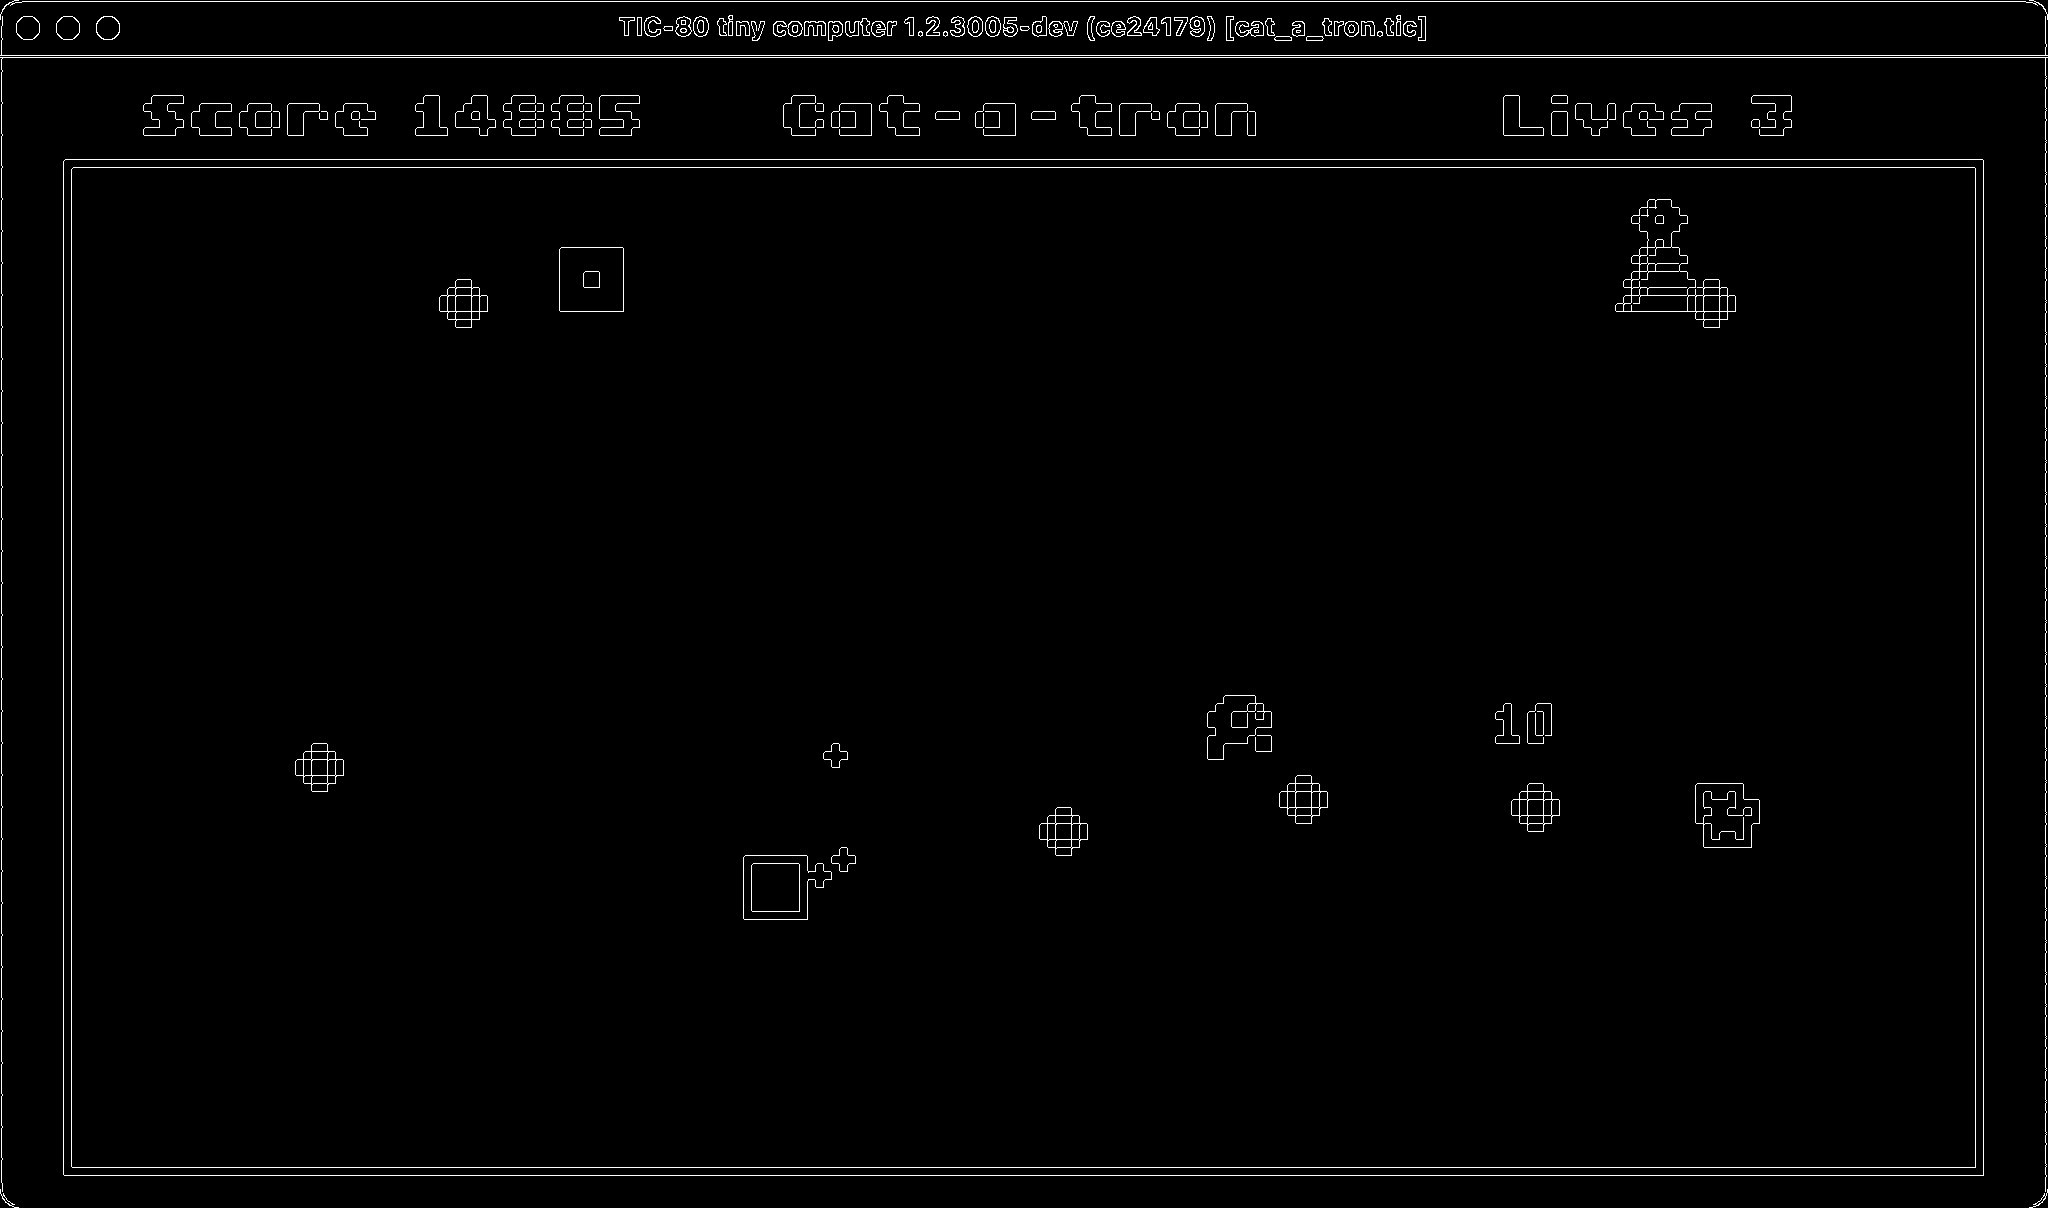 TIC-80 tiny computer 1.2.3005-dev (ce24179) [cat_a_tron.tic]
Score 14885 Cat-a-tron Lives 3
10